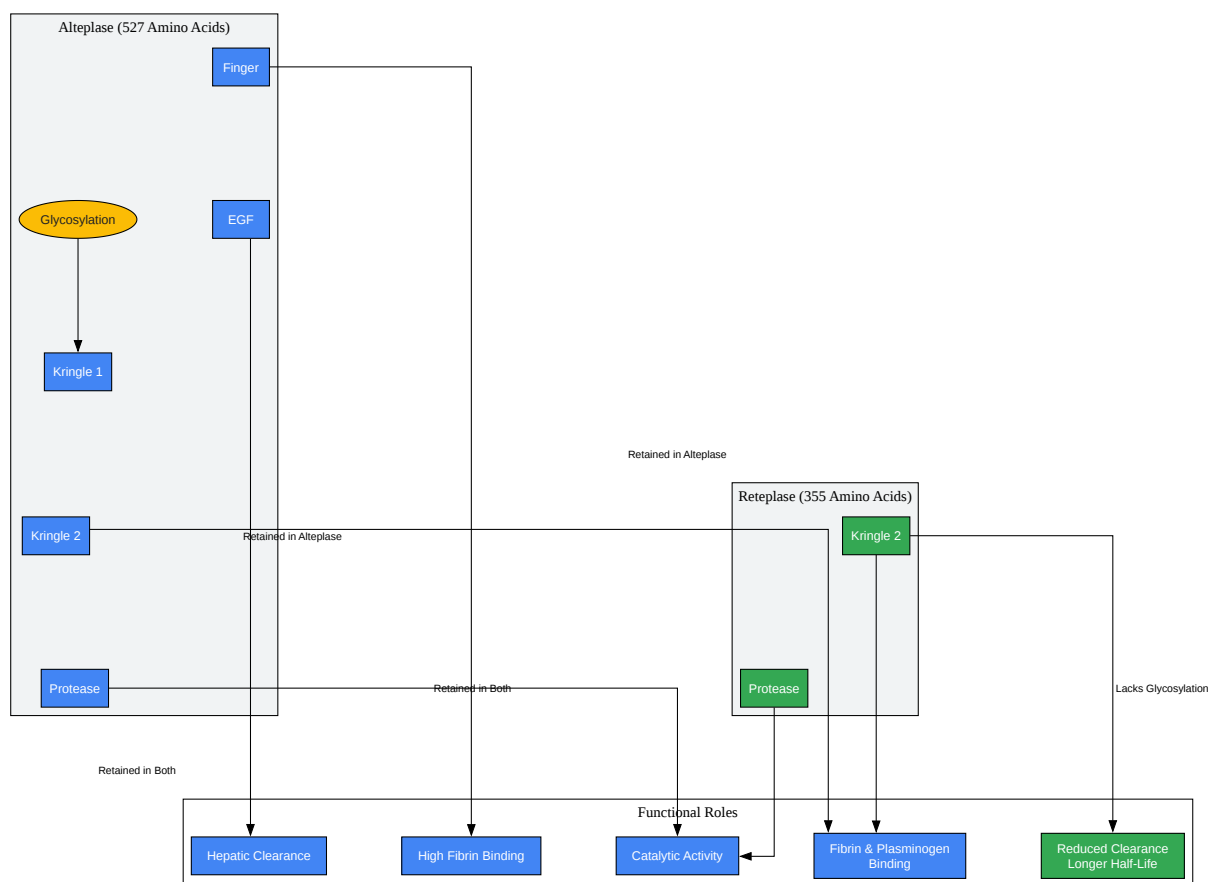 Alteplase (527 Amino Acids)
Finger
Glycosylation
EGF
Kringle 1
Retained in Alteplase
Reteplase (355 Amino Acids)
Kringle 2
Retained in Alteplase
Kringle 2
Protease
Retained in Both
Protease
Lacks Glycosylation
Retained in Both
Functional Roles
Hepatic Clearance
High Fibrin Binding
Catalytic Activity
Fibrin & Plasminogen
Binding
Reduced Clearance
Longer Half-Life